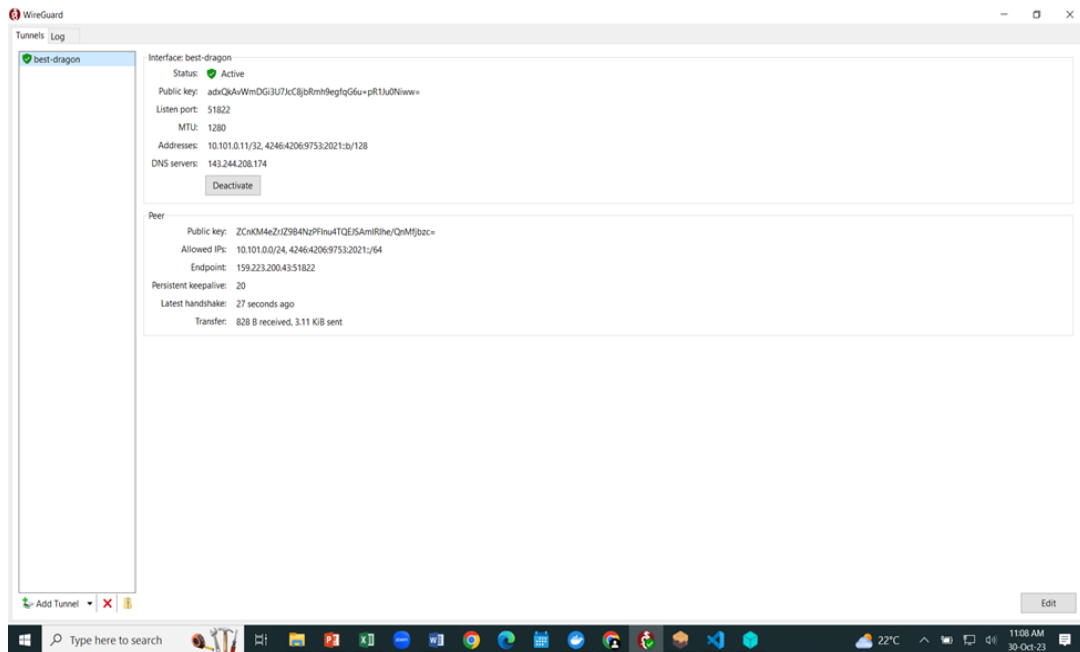 WireGuard
Tunnels Log
best-dragon
Interface: best-dragon
Status: Active
Public key: adxQkAvWmDGi3U7JcC8jbRmh9egfqG6u+pR1Ju0Niww=
Listen port: 51822
MTU: 1280
Addresses: 10.101.0.11/32, 4246:4206:9753:2021::b/128
DNS servers: 143.244.208.174
Deactivate
Peer
Public key: ZCnKM4eZrJZ9B4NzPFlnu4TQEJSAmIRlhe/QnMfjbzc=
Allowed IPs: 10.101.0.0/24, 4246:4206:9753:2021::/64
Endpoint: 159.223.200.43:51822
Persistent keepalive: 20
Latest handshake: 27 seconds ago
Transfer: 828 B received, 3.11 KiB sent
Add Tunnel
Edit
Type here to search
22°C
11:08 AM
30-Oct-23